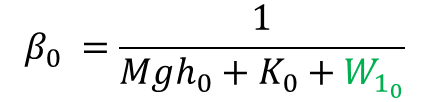 β₀ = 1 / (Mgh₀ + K₀ + W₁₀)